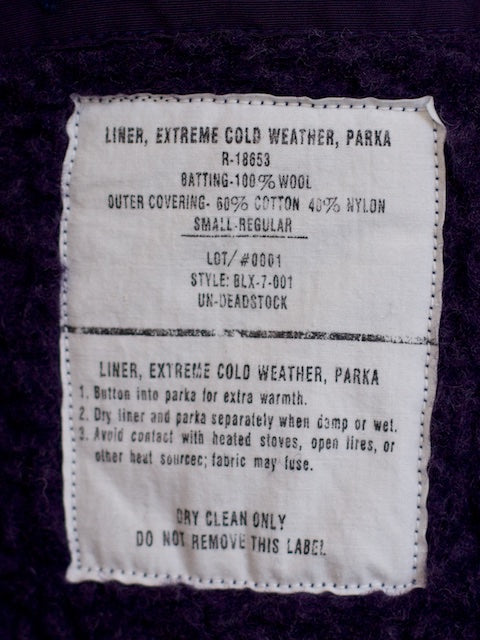 LINER, EXTREME COLD WEATHER, PARKA
R-18653
BATTING-100% WOOL
OUTER COVERING- 60% COTTON 40% NYLON
SMALL-REGULAR
LOT/#0001
STYLE: BLX-7-001
UN-DEADSTOCK
LINER, EXTREME COLD WEATHER, PARKA
1. Button into parka for extra warmth.
2. Dry liner and parka separately when damp or wet.
3. Avoid contact with heated stoves, open fires, or
other heat sources; fabric may fuse.
DRY CLEAN ONLY
DO NOT REMOVE THIS LABEL